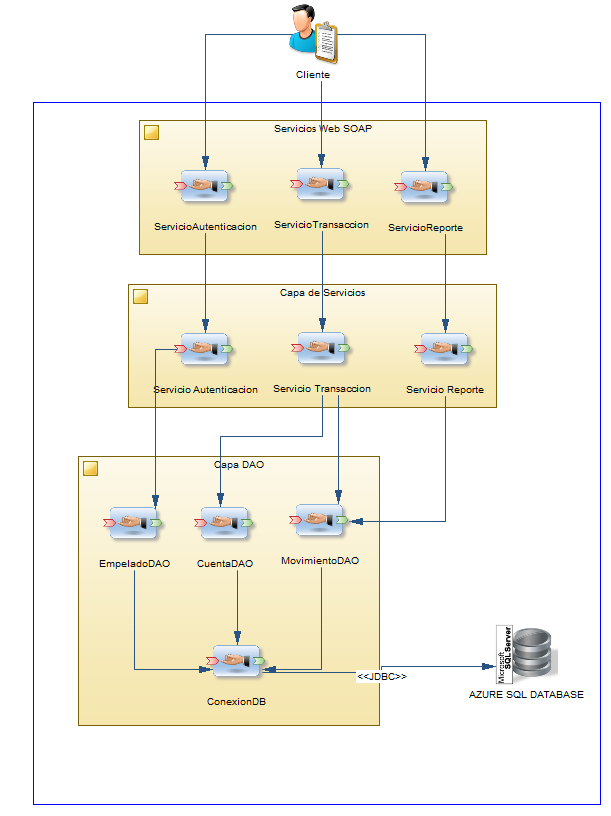 Cliente
Servicios Web SOAP
ServicioAutenticacion
ServicioTransaccion
ServicioReporte
Capa de Servicios
Servicio Autenticacion
Servicio Transaccion
Servicio Reporte
Capa DAO
EmpeladoDAO
CuentaDAO
MovimientoDAO
ConexionDB
<<JDBC>>
Microsoft
SQL Server
AZURE SQL DATABASE